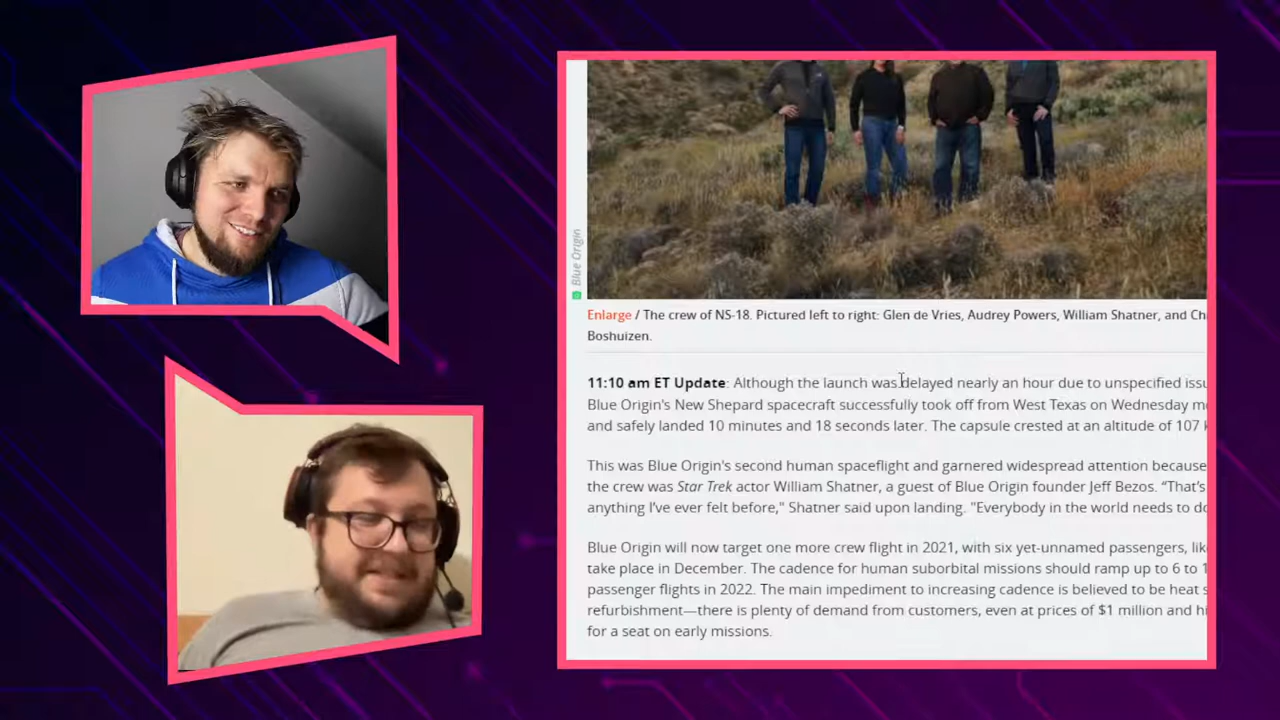 Blue Origin
Enlarge / The crew of NS-18. Pictured left to right: Glen de Vries, Audrey Powers, William Shatner, and Ch
Boshuizen.
11:10 am ET Update: Although the launch was delayed nearly an hour due to unspecified issu
Blue Origin's New Shepard spacecraft successfully took off from West Texas on Wednesday m
and safely landed 10 minutes and 18 seconds later. The capsule crested at an altitude of 107 k
This was Blue Origin's second human spaceflight and garnered widespread attention because
the crew was Star Trek actor William Shatner, a guest of Blue Origin founder Jeff Bezos. “That's
anything I've ever felt before," Shatner said upon landing. "Everybody in the world needs to do
Blue Origin will now target one more crew flight in 2021, with six yet-unnamed passengers, lik
take place in December. The cadence for human suborbital missions should ramp up to 6 to 1
passenger flights in 2022. The main impediment to increasing cadence is believed to be heat s
refurbishment—there is plenty of demand from customers, even at prices of $1 million and hi
for a seat on early missions.